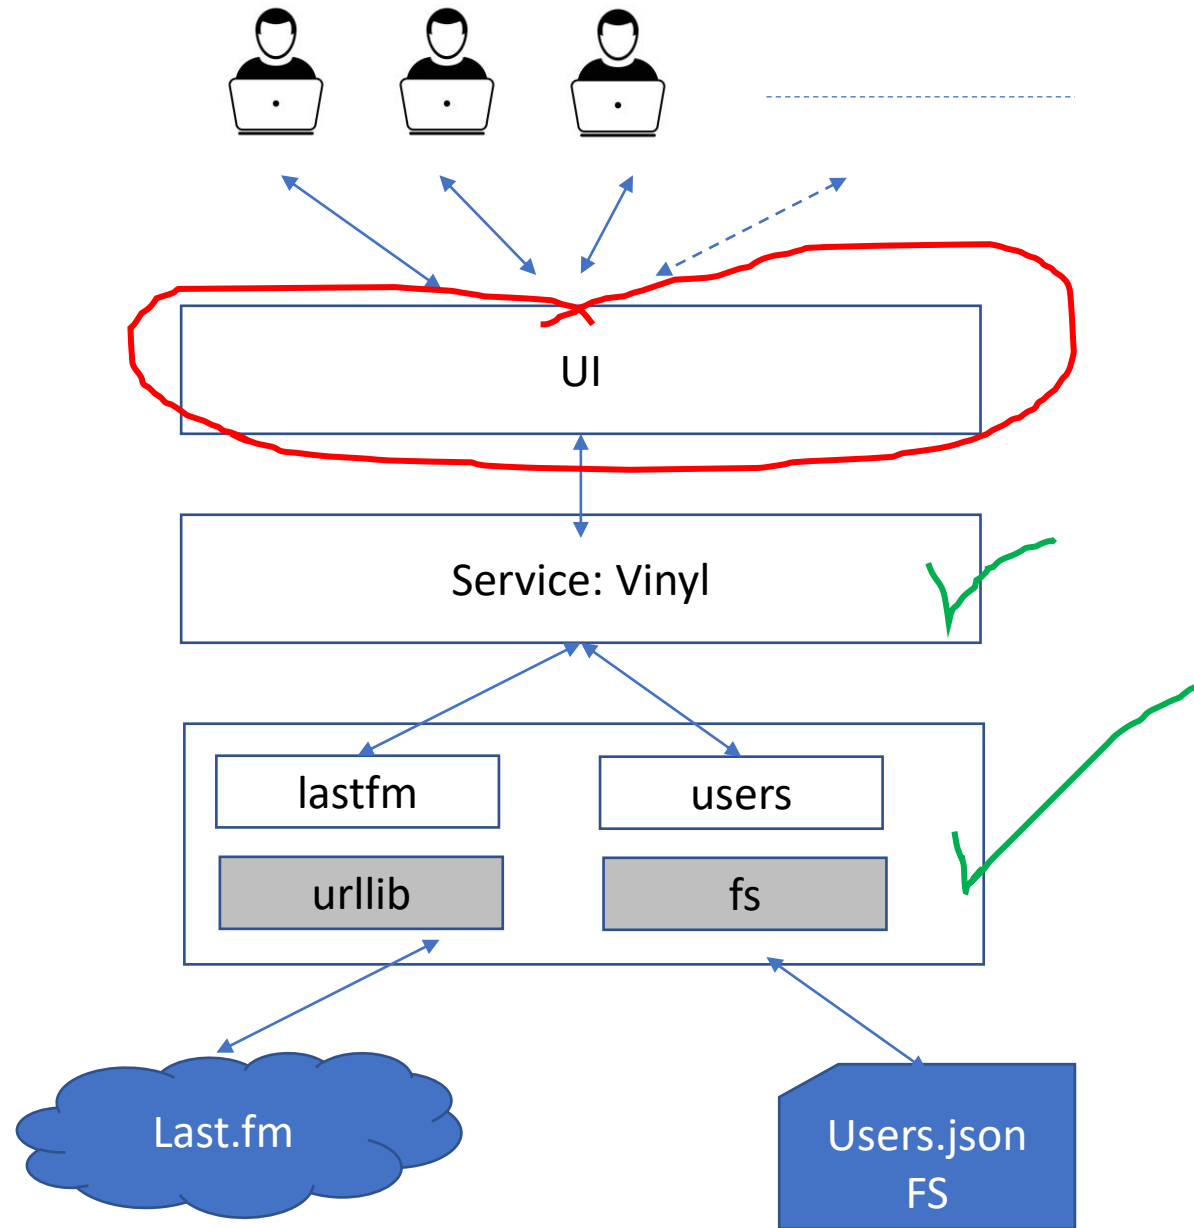 UI
Service: Vinyl
lastfm
users
urllib
fs
Last.fm
Users.json
FS